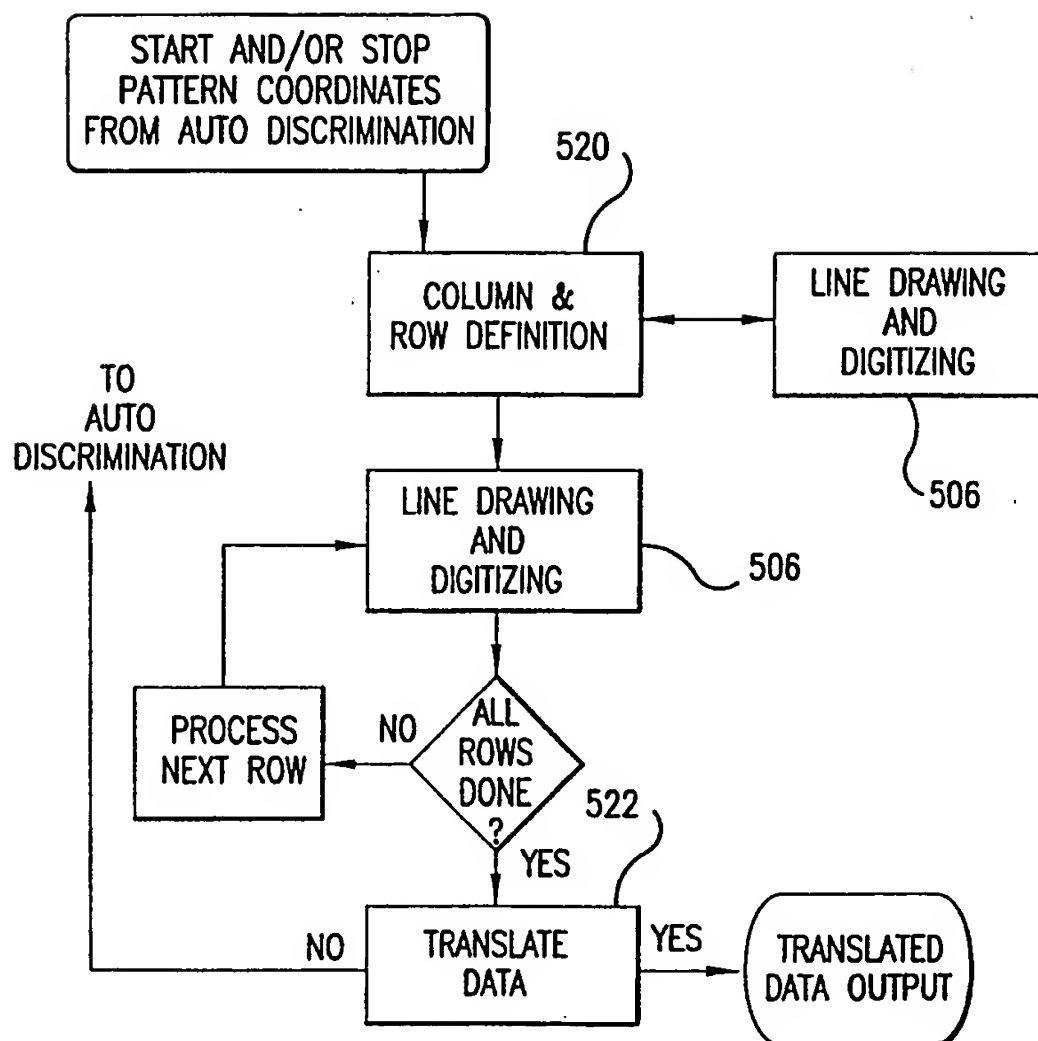 START AND/OR STOP
PATTERN COORDINATES
FROM AUTO DISCRIMINATION
520
COLUMN &
ROW DEFINITION
LINE DRAWING
AND
DIGITIZING
506
TO
AUTO
DISCRIMINATION
LINE DRAWING
AND
DIGITIZING
506
PROCESS
NEXT ROW
NO
ALL
ROWS
DONE
?
YES
522
NO
TRANSLATE
DATA
YES
TRANSLATED
DATA OUTPUT